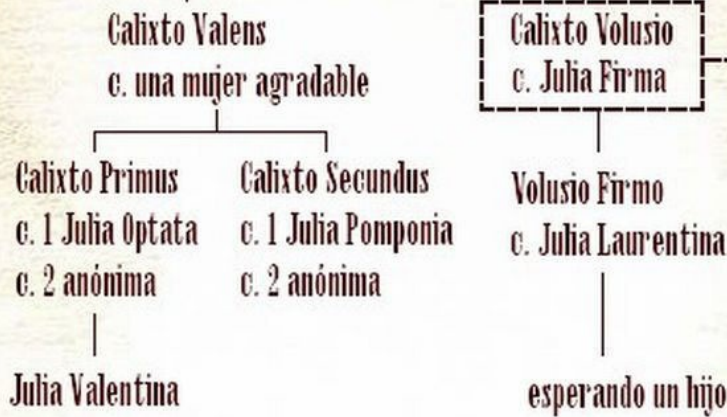 Calixto Valens
c. una mujer agradable
Calixto Volusio
c. Julia Firma
Calixto Primus
c. 1 Julia Optata
c. 2 anónima
Calixto Secundus
c. 1 Julia Pomponia
c. 2 anónima
Volusio Firmo
c. Julia Laurentina
Julia Valentina
esperando un hijo